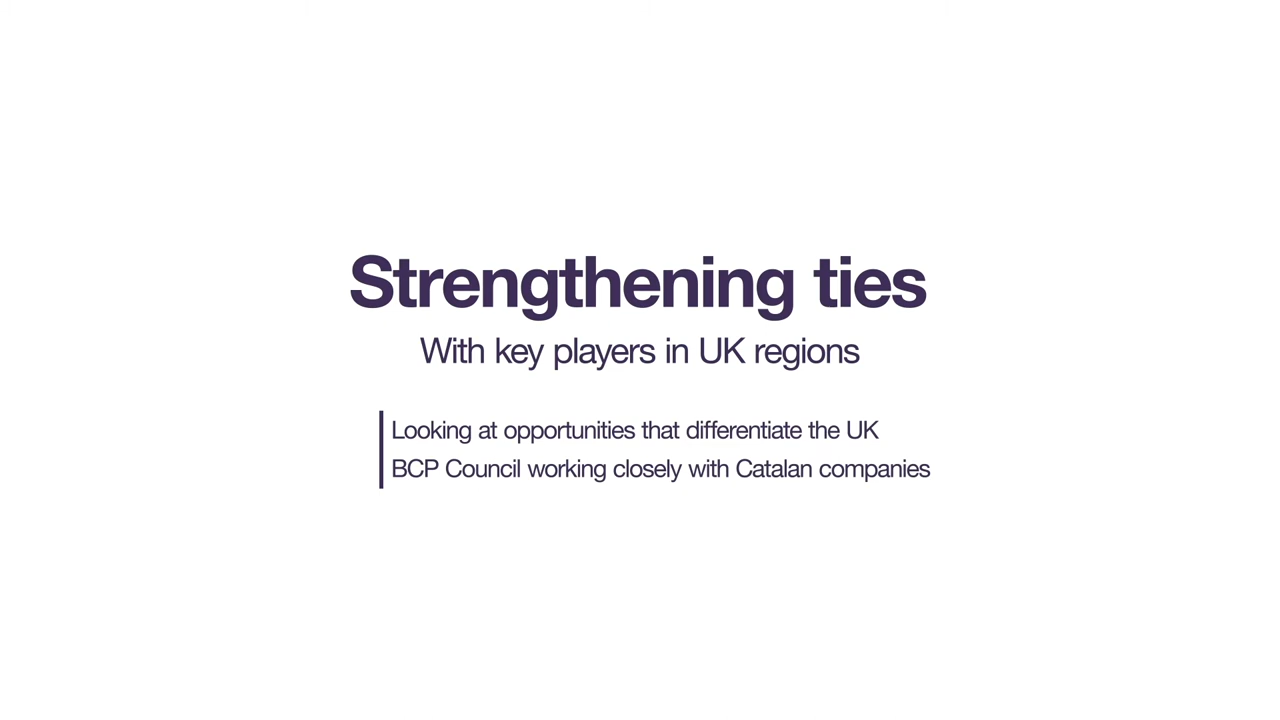 Strengthening ties
With key players in UK regions
Looking at opportunities that differentiate the UK
BCP Council working closely with Catalan companies